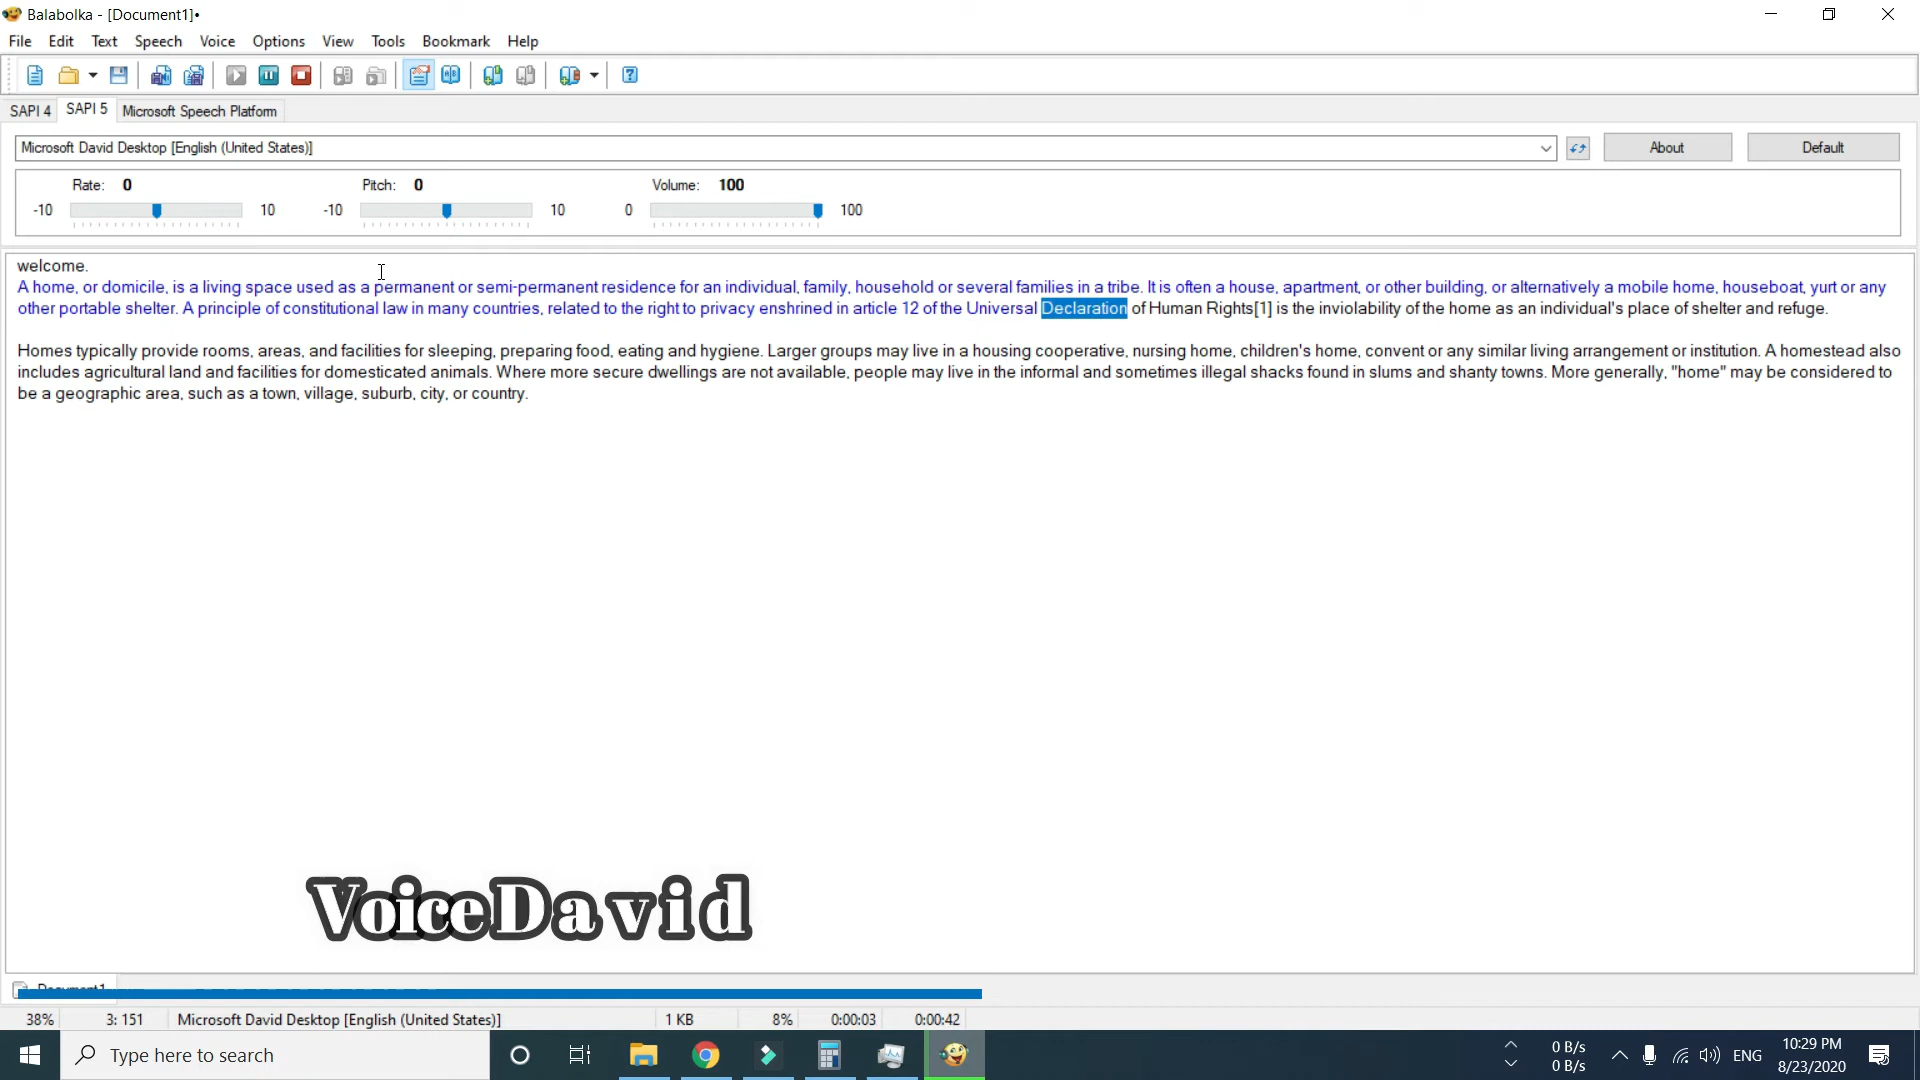 Balabolka - [Document1]•
File Edit Text Speech Voice Options View Tools Bookmark Help
SAPI 4 SAPI 5 Microsoft Speech Platform
Microsoft David Desktop [English (United States)] About Default
Rate: 0 Pitch: 0 Volume: 100
-10 10 -10 10 0 100
welcome.
A home, or domicile, is a living space used as a permanent or semi-permanent residence for an individual, family, household or several families in a tribe. It is often a house, apartment, or other building, or alternatively a mobile home, houseboat, yurt or any
other portable shelter. A principle of constitutional law in many countries, related to the right to privacy enshrined in article 12 of the Universal Declaration of Human Rights[1] is the inviolability of the home as an individual's place of shelter and refuge.
Homes typically provide rooms, areas, and facilities for sleeping, preparing food, eating and hygiene. Larger groups may live in a housing cooperative, nursing home, children's home, convent or any similar living arrangement or institution. A homestead also
includes agricultural land and facilities for domesticated animals. Where more secure dwellings are not available, people may live in the informal and sometimes illegal shacks found in slums and shanty towns. More generally, "home" may be considered to
be a geographic area, such as a town, village, suburb, city, or country.
VoiceDavid
Document1
38% 3: 151 Microsoft David Desktop [English (United States)] 1 KB 8% 0:00:03 0:00:42
Type here to search
0 B/s
0 B/s
ENG
10:29 PM
8/23/2020